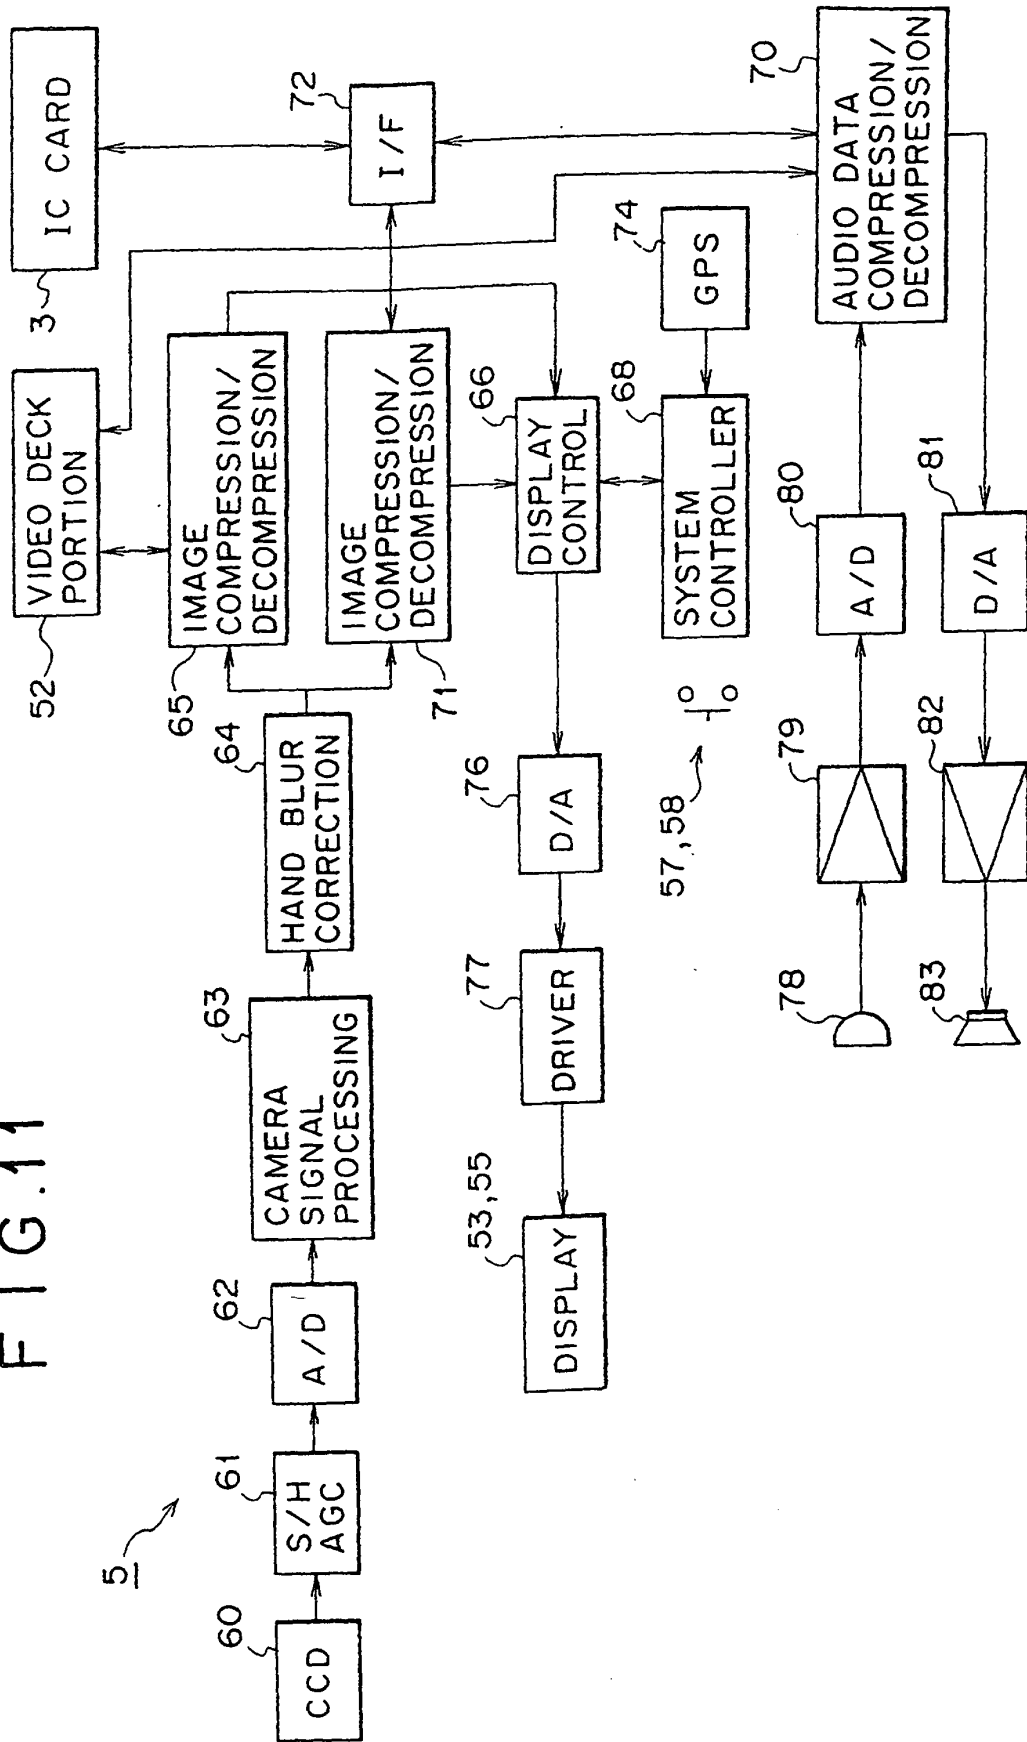 FIG.11
5
60
CCD
61
S/H
AGC
62
A/D
63
CAMERA
SIGNAL
PROCESSING
64
HAND BLUR
CORRECTION
52
VIDEO DECK
PORTION
3
IC CARD
65
IMAGE
COMPRESSION/
DECOMPRESSION
71
IMAGE
COMPRESSION/
DECOMPRESSION
72
I/F
53,55
DISPLAY
77
DRIVER
76
D/A
66
DISPLAY
CONTROL
57,58
68
SYSTEM
CONTROLLER
74
GPS
78
79
80
A/D
70
AUDIO DATA
COMPRESSION/
DECOMPRESSION
83
82
81
D/A